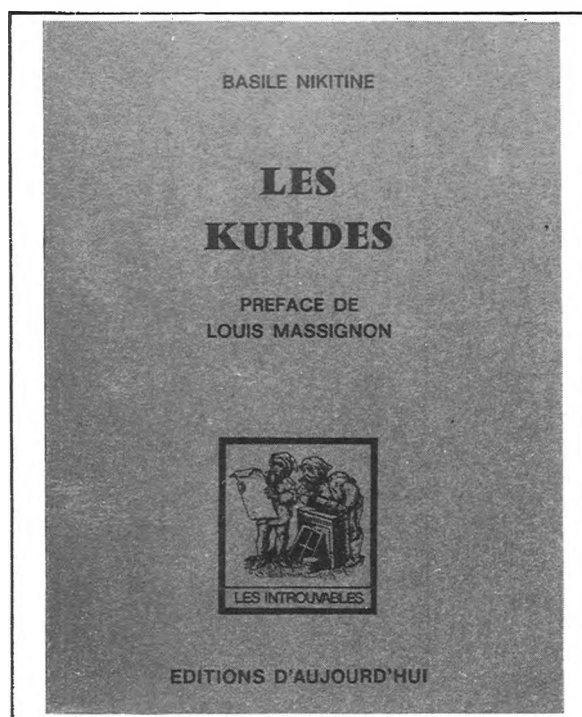 BASILE NIKITINE
LES
KURDES
PREFACE DE
LOUIS MASSIGNON
LES INTROUVABLES
EDITIONS D'AUJOURD'HUI